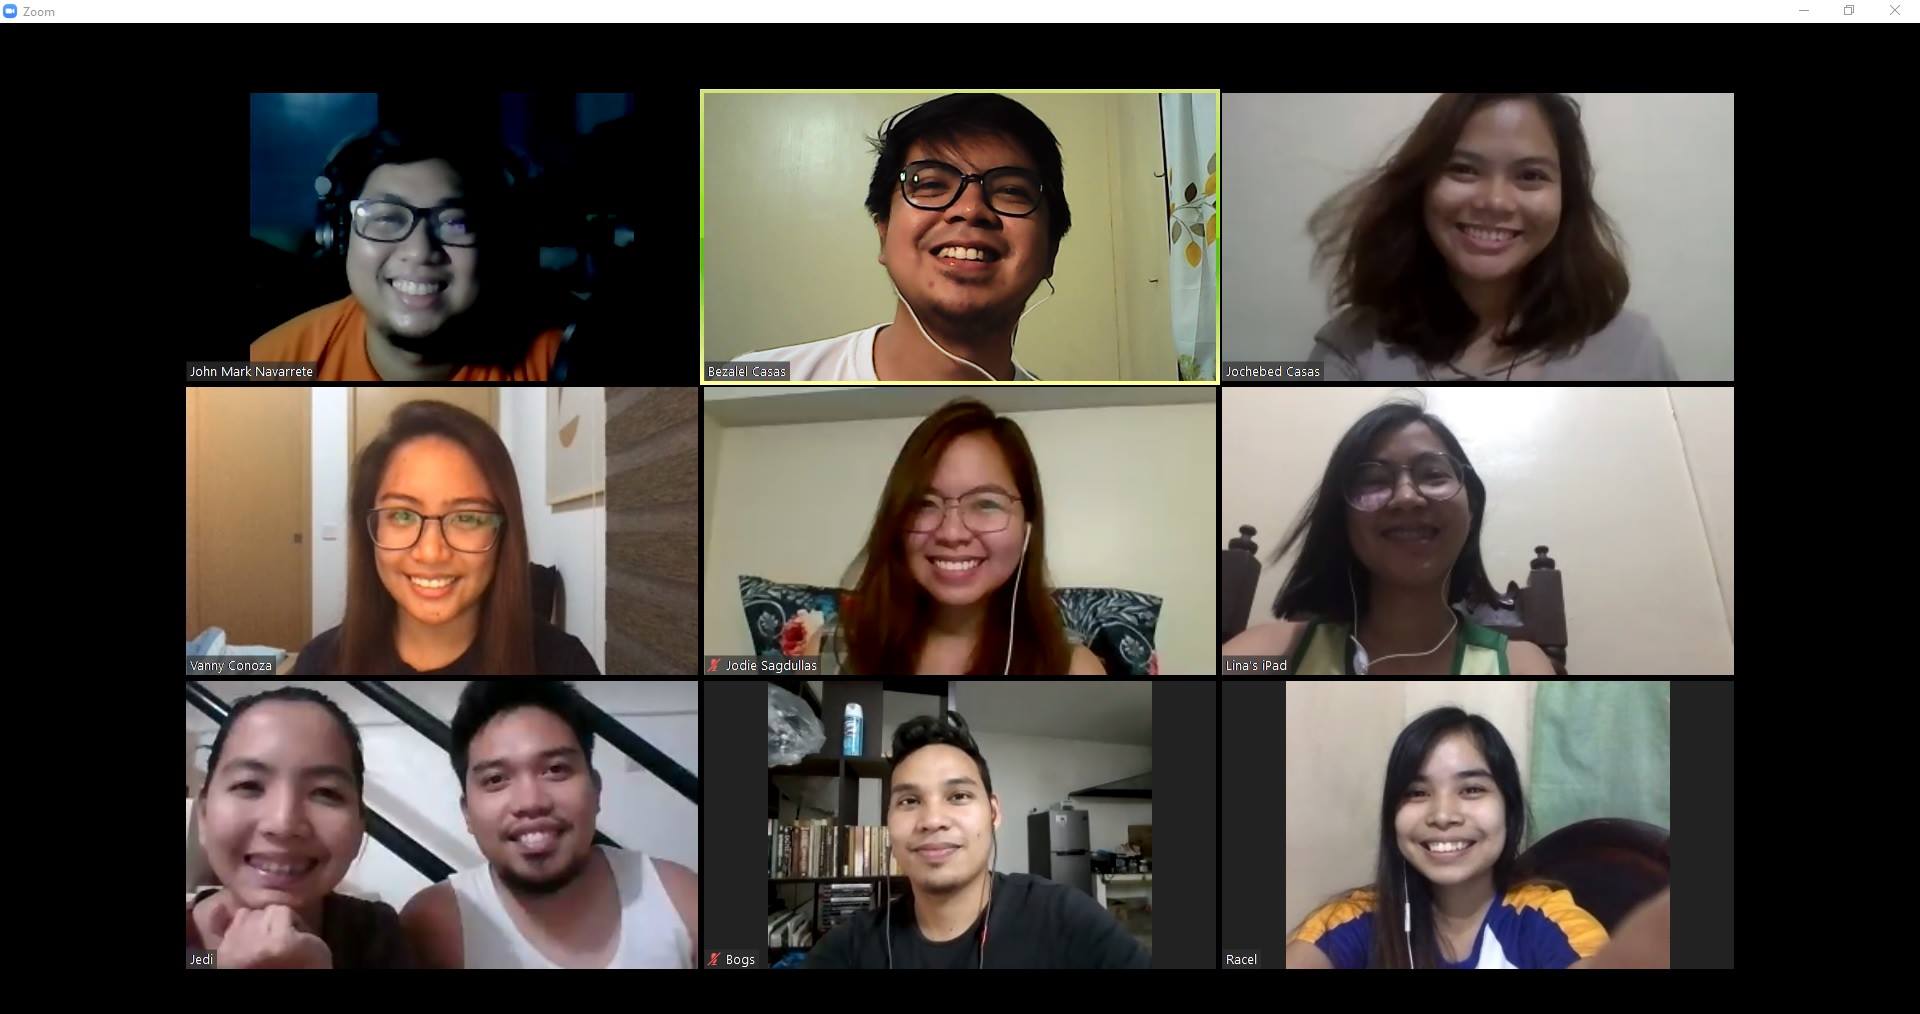 Zoom
John Mark Navarrete
Bezalel Casas
Jochebed Casas
Vanny Conoza
Jodie Sagdullas
Lina's iPad
Jedi
Bogs
Racel